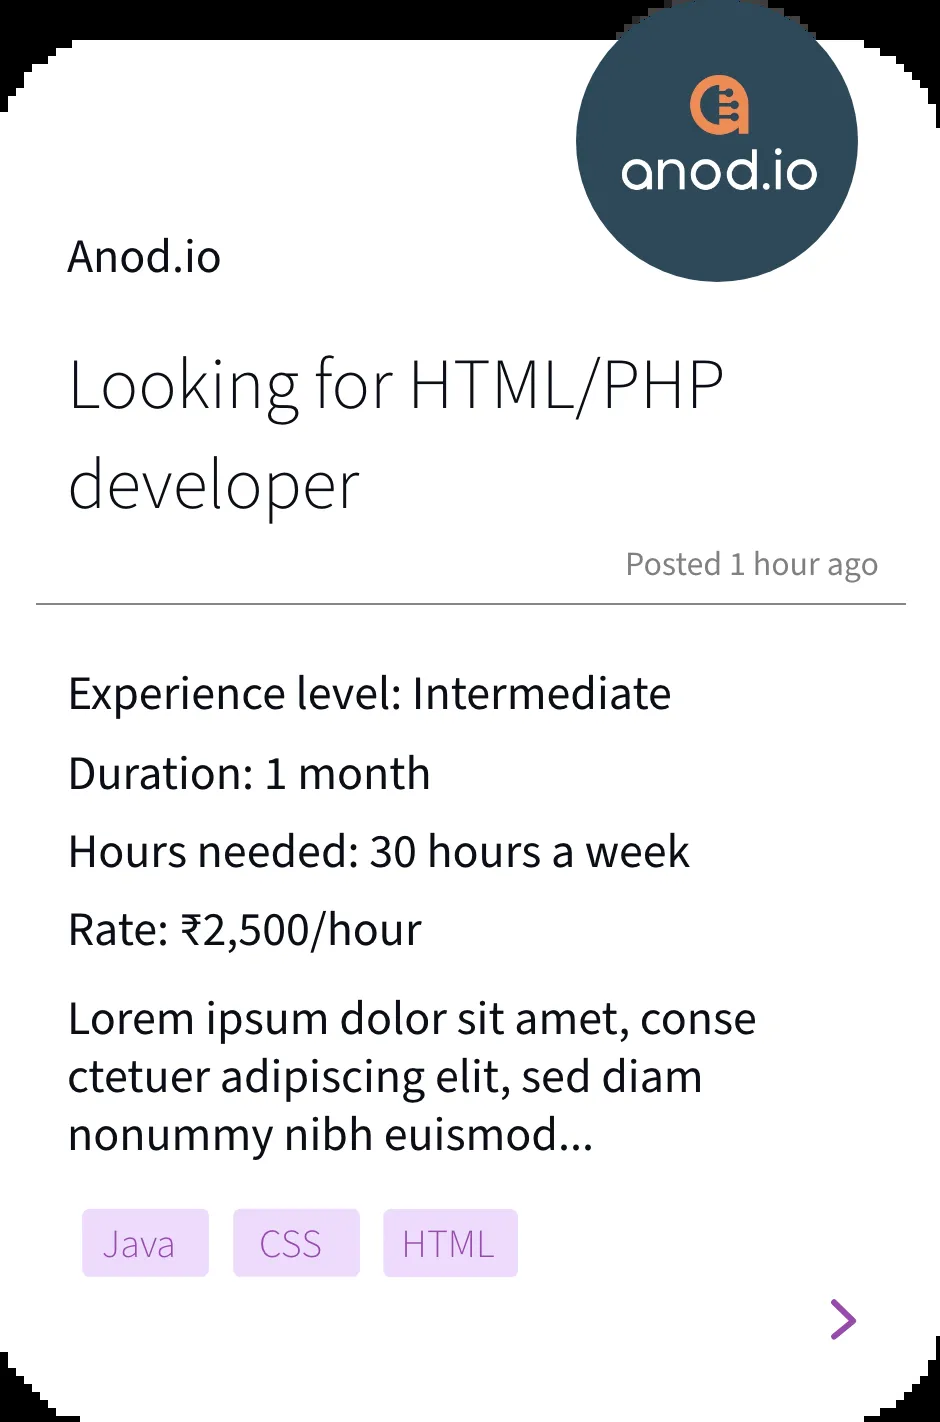 anod.io
Anod.io
Looking for HTML/PHP
developer
Posted 1 hour ago
Experience level: Intermediate
Duration: 1 month
Hours needed: 30 hours a week
Rate: ₹2,500/hour
Lorem ipsum dolor sit amet, conse
ctetuer adipiscing elit, sed diam
nonummy nibh euismod...
Java CSS HTML